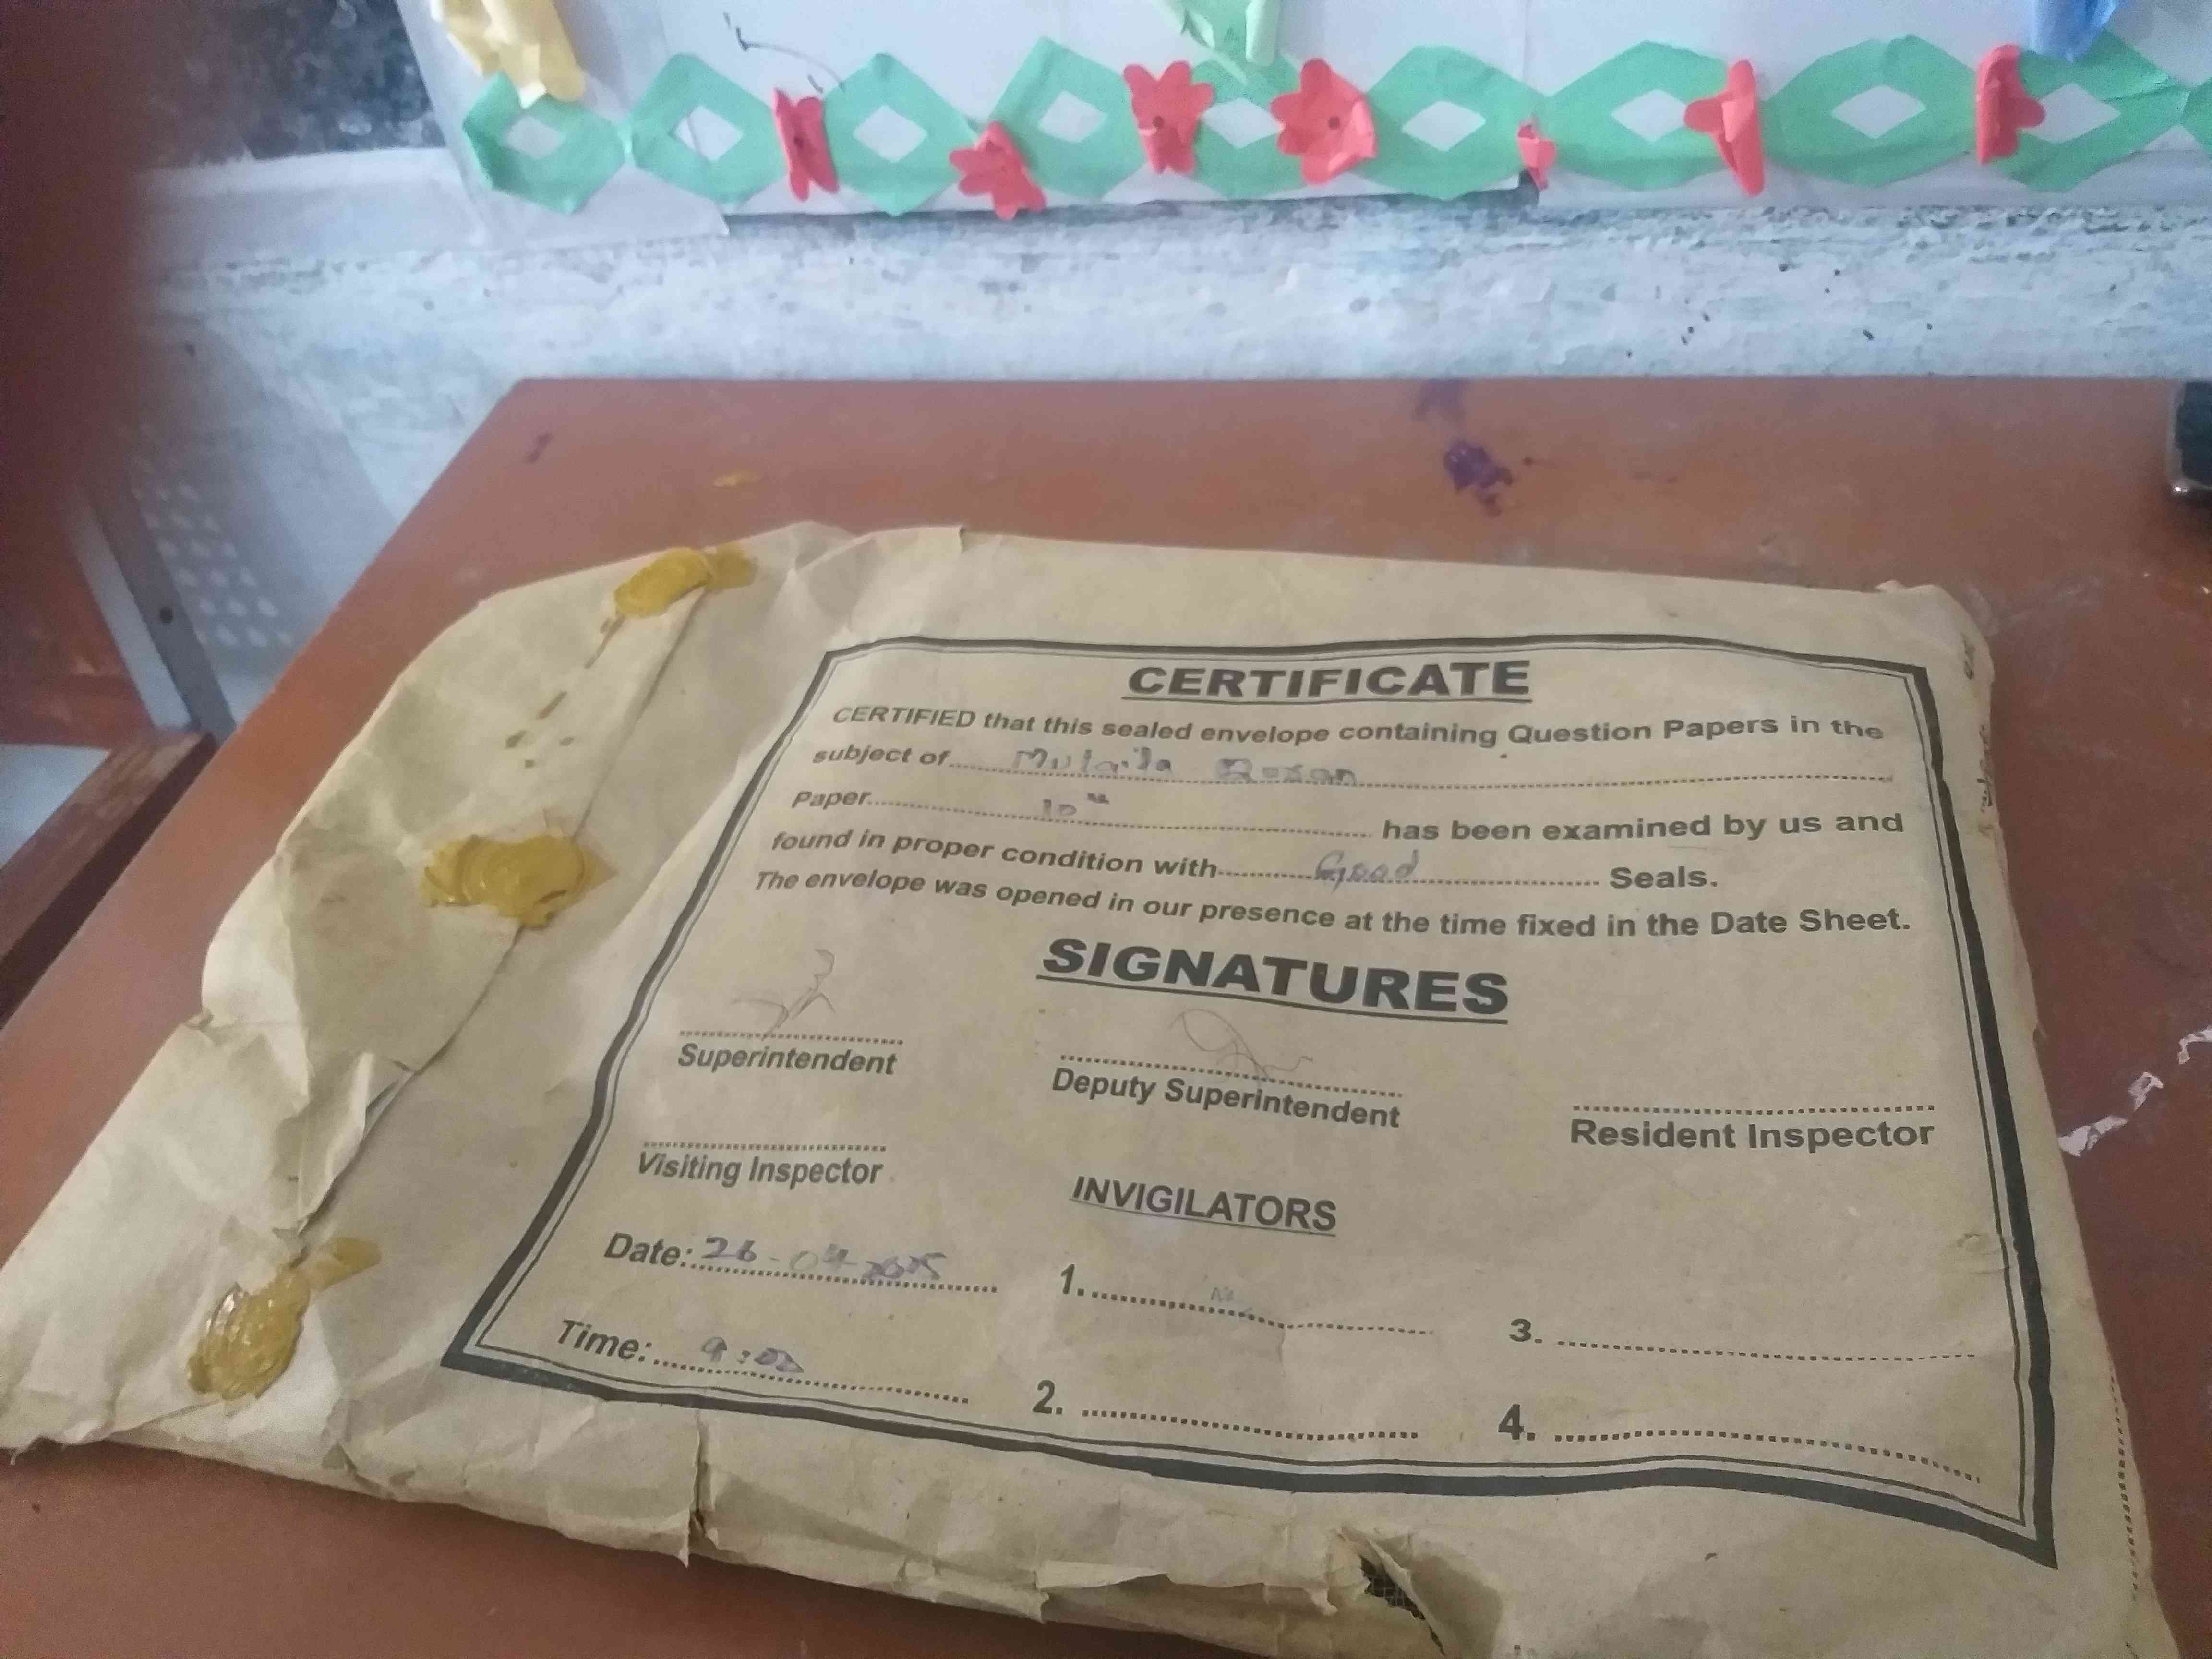 CERTIFICATE
CERTIFIED that this sealed envelope containing Question Papers in the
subject of Mutaila Qoran
Paper 10th has been examined by us and
found in proper condition with Good Seals.
The envelope was opened in our presence at the time fixed in the Date Sheet.
SIGNATURES
Superintendent
Deputy Superintendent
Resident Inspector
Visiting Inspector
INVIGILATORS
Date: 26-04-2025
1.
3.
Time: 9:00
2.
4.